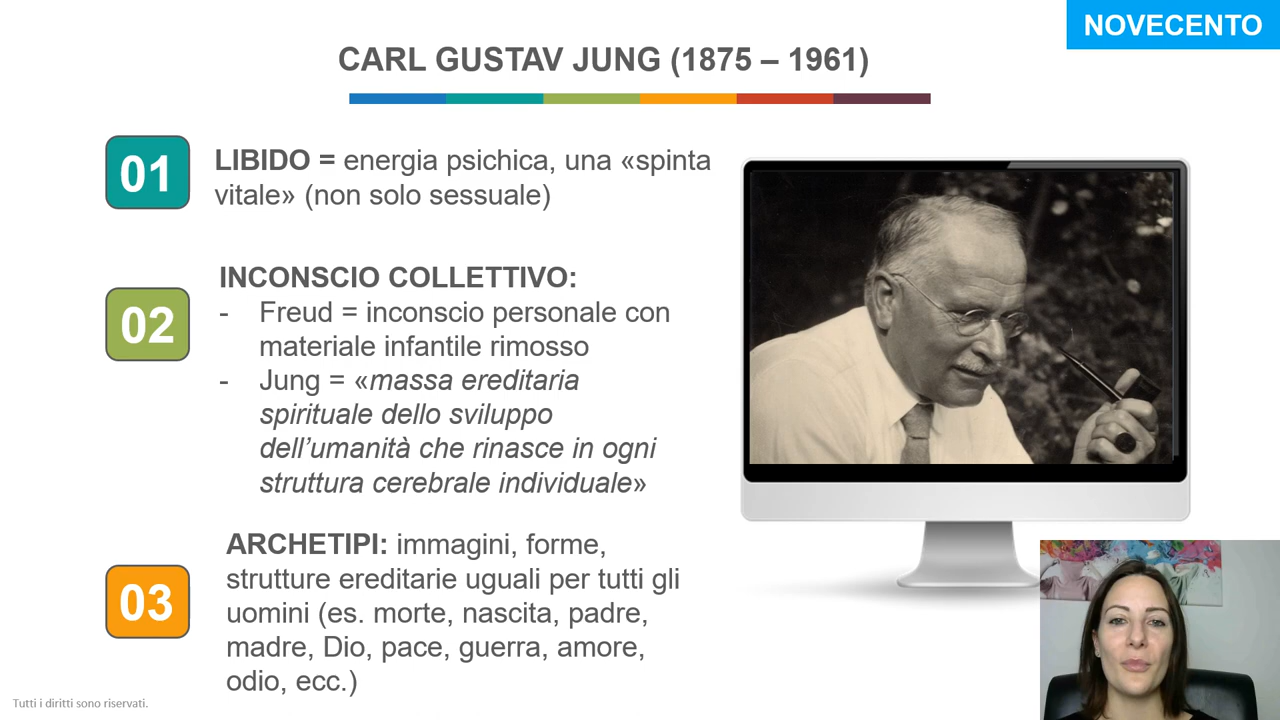 NOVECENTO
CARL GUSTAV JUNG (1875 – 1961)
01
LIBIDO = energia psichica, una «spinta
vitale» (non solo sessuale)
02
INCONSCIO COLLETTIVO:
- Freud = inconscio personale con
materiale infantile rimosso
- Jung = «massa ereditaria
spirituale dello sviluppo
dell’umanità che rinasce in ogni
struttura cerebrale individuale»
03
ARCHETIPI: immagini, forme,
strutture ereditarie uguali per tutti gli
uomini (es. morte, nascita, padre,
madre, Dio, pace, guerra, amore,
odio, ecc.)
Tutti i diritti sono riservati.